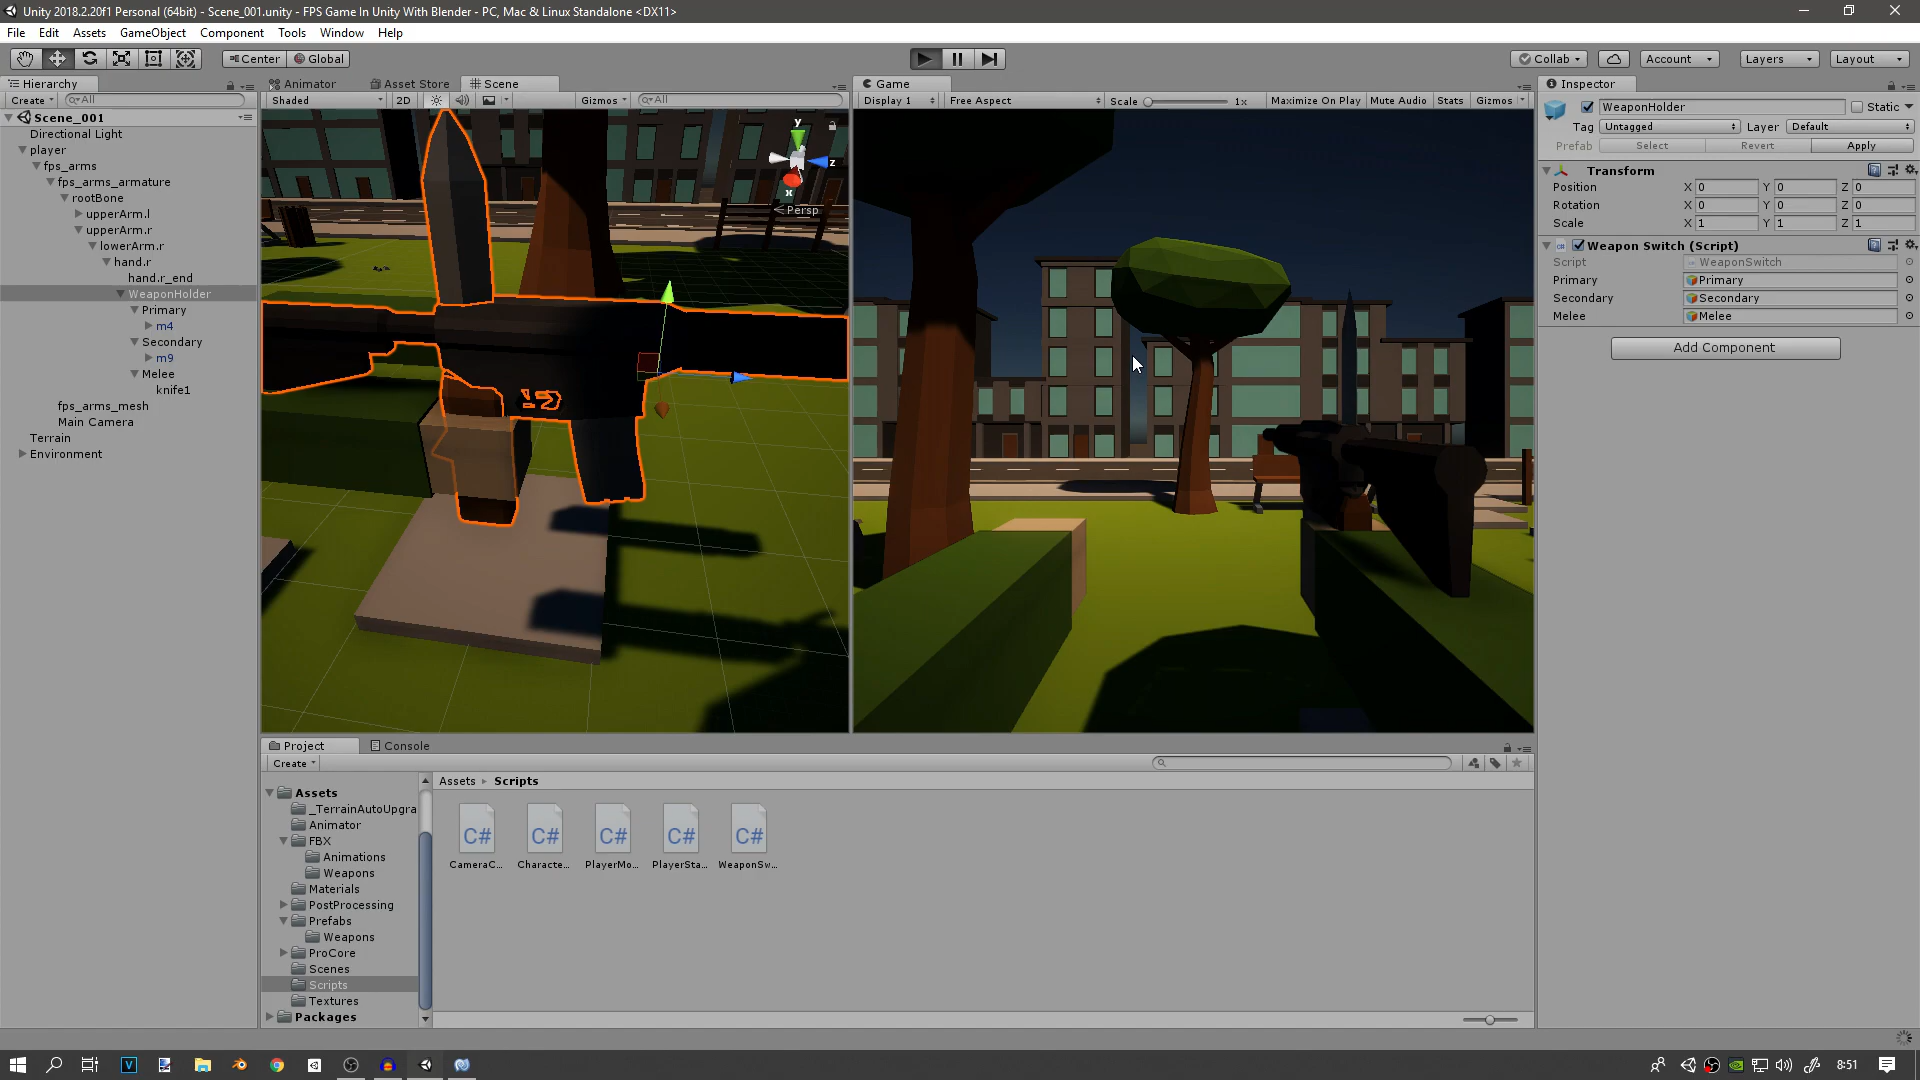 Unity 2018.2.20f1 Personal (64bit) - Scene_001.unity - FPS Game In Unity With Blender - PC, Mac & Linux Standalone <DX11>
File Edit Assets GameObject Component Tools Window Help
Center Global Collab Account Layers Layout
Hierarchy
Create All
Scene_001
Directional Light
player
fps_arms
fps_arms_armature
rootBone
upperArm.l
upperArm.r
lowerArm.r
hand.r
hand.r_end
WeaponHolder
Primary
m4
Secondary
m9
Melee
knife1
fps_arms_mesh
Main Camera
Terrain
Environment
Animator Asset Store Scene
Shaded 2D Gizmos All
y
z
x
Persp
Game
Display 1 Free Aspect Scale 1x Maximize On Play Mute Audio Stats Gizmos
Inspector
WeaponHolder Static
Tag Untagged Layer Default
Prefab Select Revert Apply
Transform
Position X 0 Y 0 Z 0
Rotation X 0 Y 0 Z 0
Scale X 1 Y 1 Z 1
Weapon Switch (Script)
Script WeaponSwitch
Primary Primary
Secondary Secondary
Melee Melee
Add Component
Project Console
Create
Assets
_TerrainAutoUpgra
Animator
FBX
Animations
Weapons
Materials
PostProcessing
Prefabs
Weapons
ProCore
Scenes
Scripts
Textures
Packages
Assets Scripts
C# C# C# C# C#
CameraC... Characte... PlayerMo... PlayerSta... WeaponSw...
V 8:51